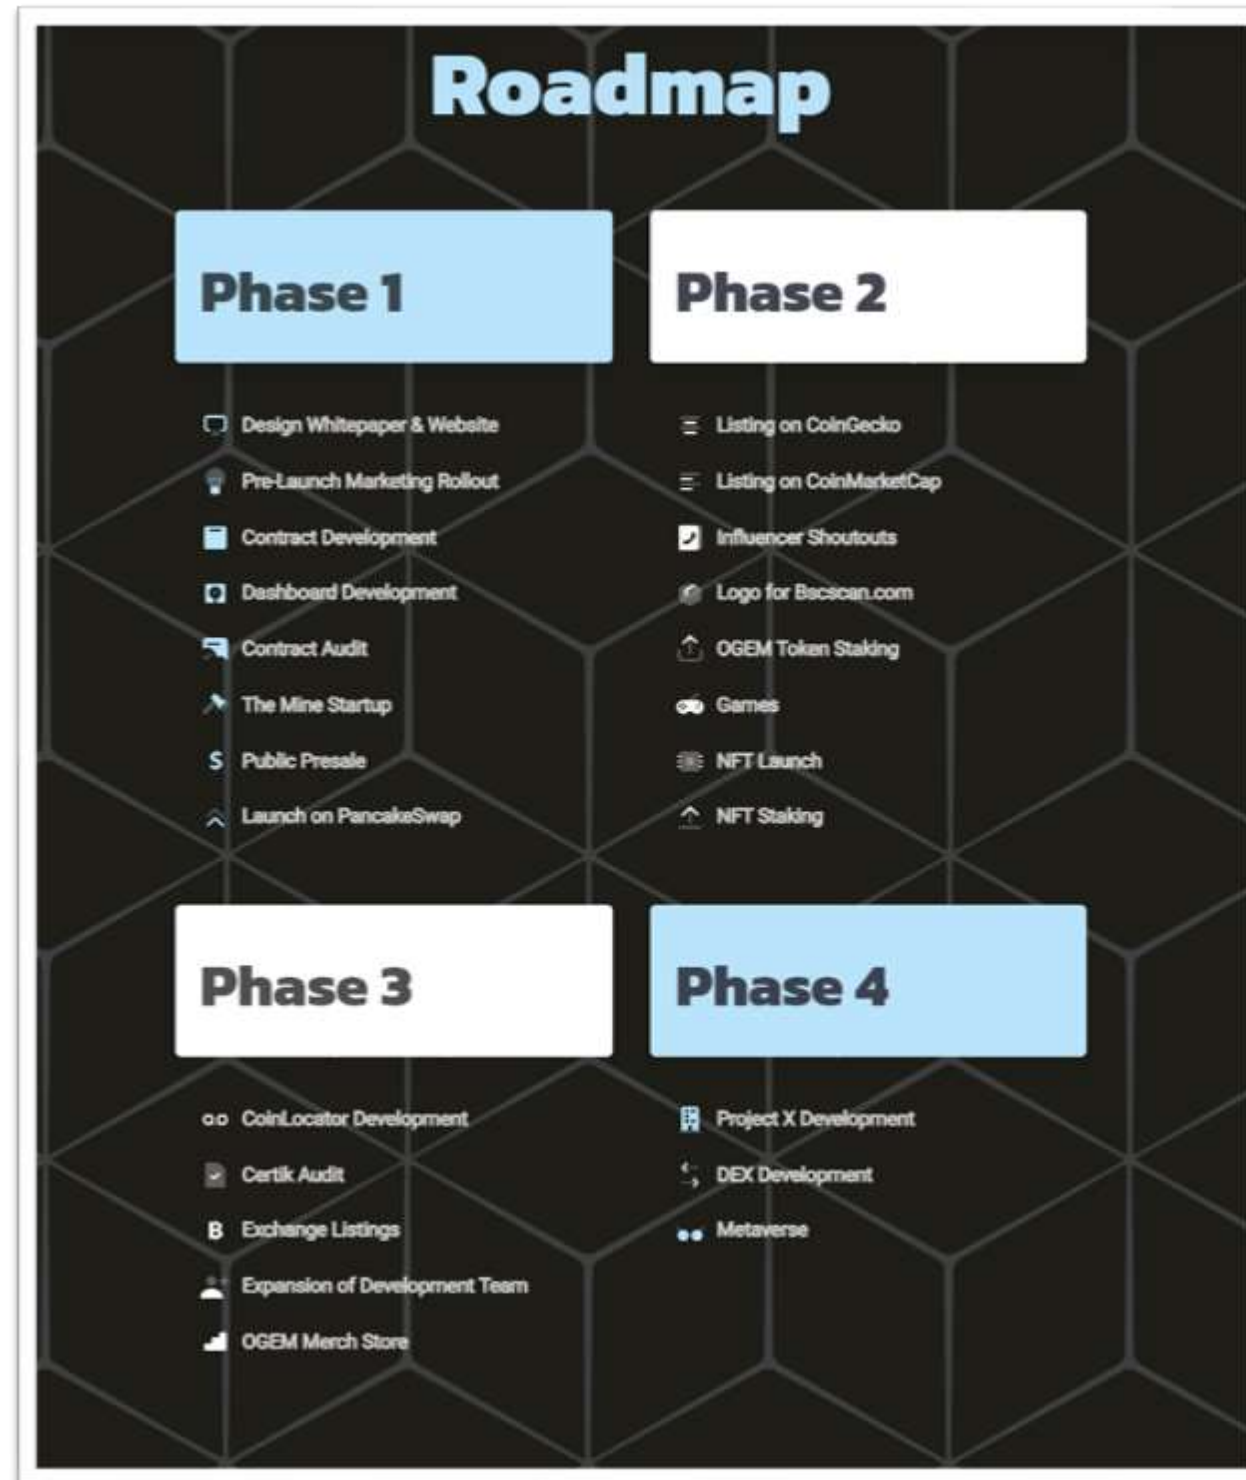 Roadmap
Phase 1
Design Whitepaper & Website
Pre-Launch Marketing Rollout
Contract Development
Dashboard Development
Contract Audit
The Mine Startup
Public Presale
Launch on PancakeSwap
Phase 2
Listing on CoinGecko
Listing on CoinMarketCap
Influencer Shoutouts
Logo for Bscscan.com
OGEM Token Staking
Games
NFT Launch
NFT Staking
Phase 3
CoinLocator Development
Certik Audit
Exchange Listings
Expansion of Development Team
OGEM Merch Store
Phase 4
Project X Development
DEX Development
Metaverse